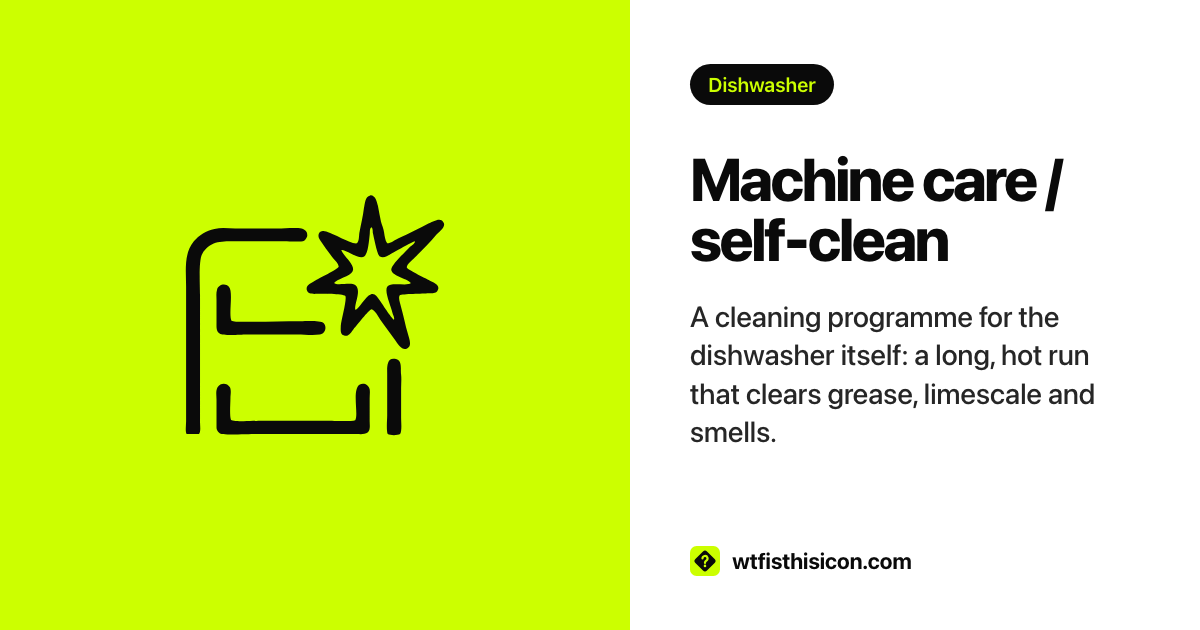 Dishwasher
Machine care /
self-clean
A cleaning programme for the
dishwasher itself: a long, hot run
that clears grease, limescale and
smells.
?
wtfisthisicon.com